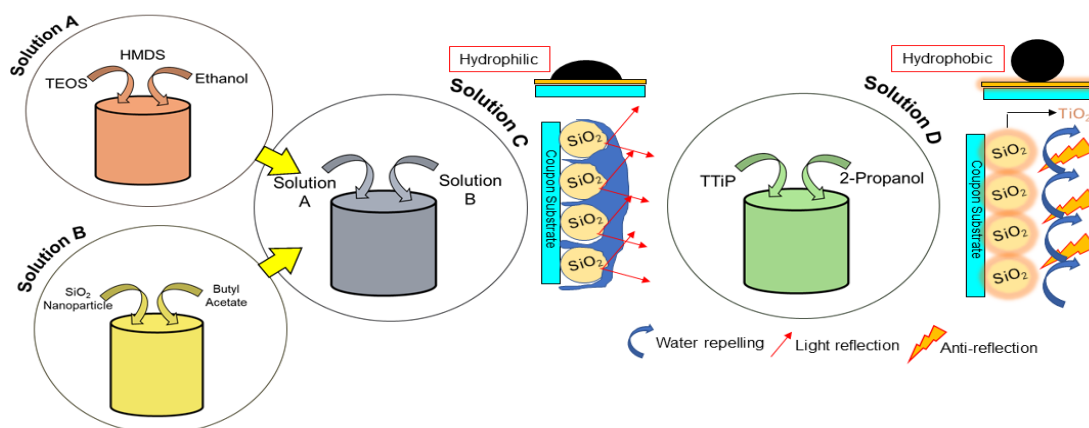 Solution A
HMDS
TEOS
Ethanol
Solution B
SiO₂
Nanoparticle
Butyl
Acetate
Solution C
Solution
A
Solution
B
Hydrophilic
Coupon Substrate
SiO₂
SiO₂
SiO₂
SiO₂
Solution D
TTiP
2-Propanol
Hydrophobic
TiO₂
Coupon Substrate
SiO₂
SiO₂
SiO₂
SiO₂
Water repelling
Light reflection
Anti-reflection